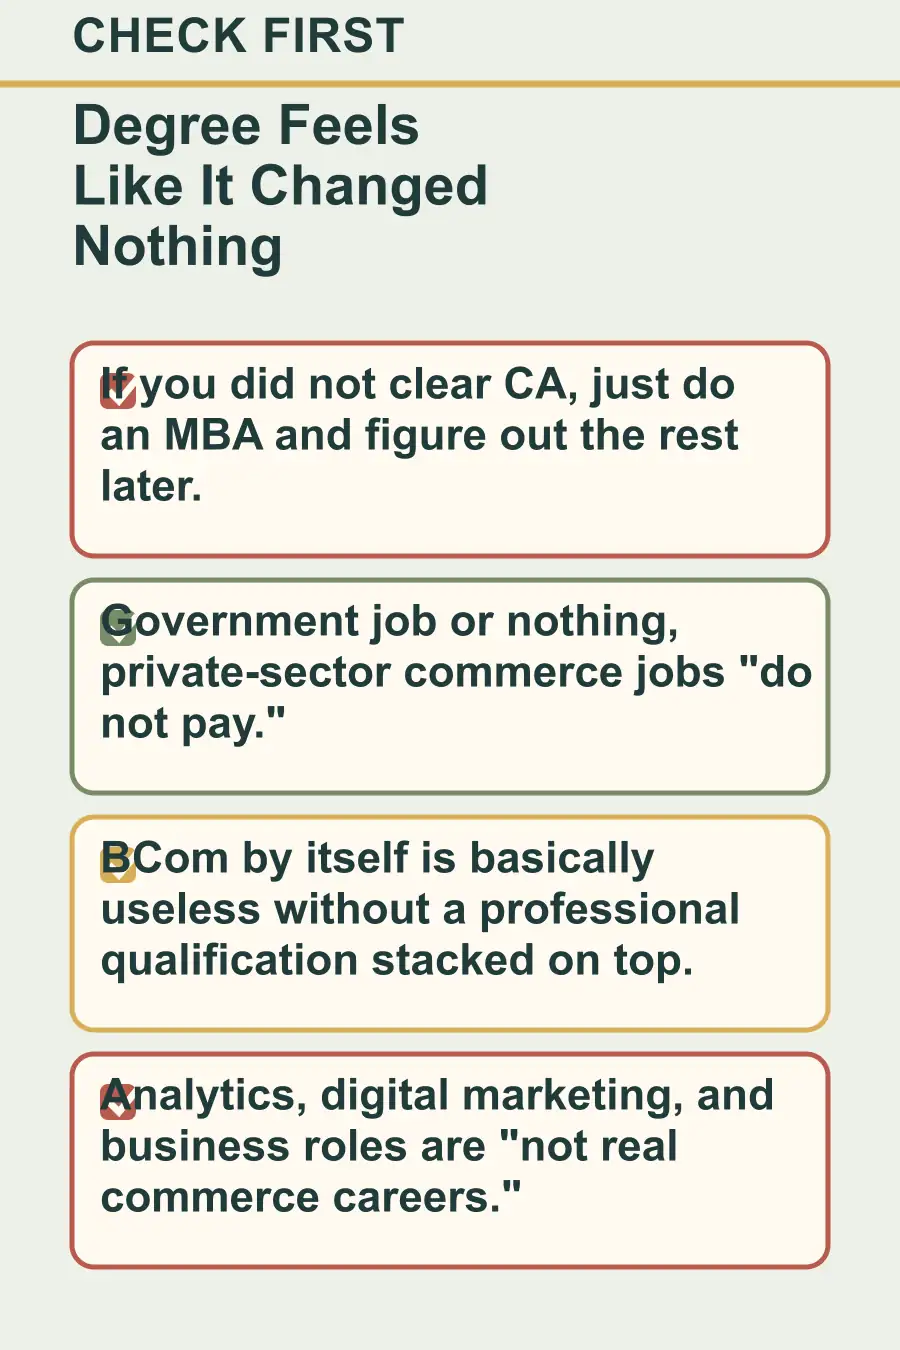 CHECK FIRST
Degree Feels
Like It Changed
Nothing
If you did not clear CA, just do
an MBA and figure out the rest
later.
Government job or nothing,
private-sector commerce jobs "do
not pay."
BCom by itself is basically
useless without a professional
qualification stacked on top.
Analytics, digital marketing, and
business roles are "not real
commerce careers."